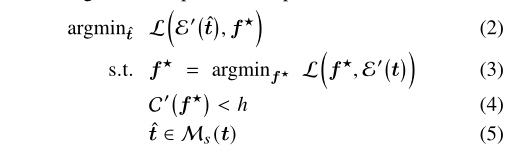 argmin_𝒕̂ ℒ(ℰ′(𝒕̂), 𝒇⋆) (2)
s.t. 𝒇⋆ = argmin_𝒇⋆ ℒ(𝒇⋆, ℰ′(𝒕)) (3)
C′(𝒇⋆) < h (4)
𝒕̂ ∈ ℳ_s(𝒕) (5)